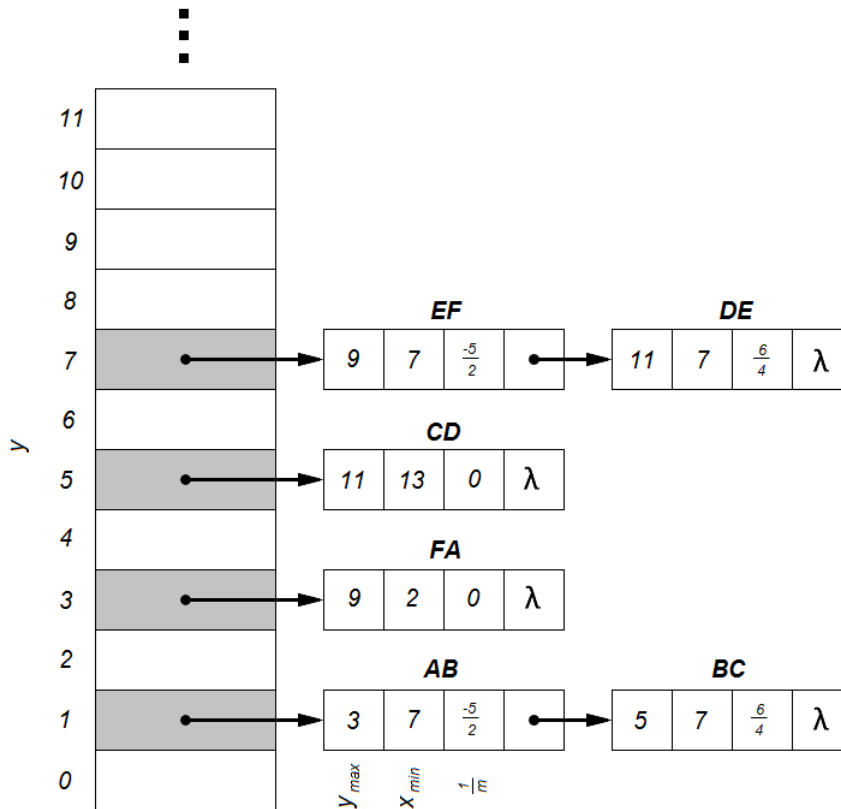 11
10
9
8
EF DE
7 9 7 -5/2 11 7 6/4 λ
6
CD
y
5 11 13 0 λ
4
FA
3 9 2 0 λ
2
AB BC
1 3 7 -5/2 5 7 6/4 λ
0
y max x min 1/m